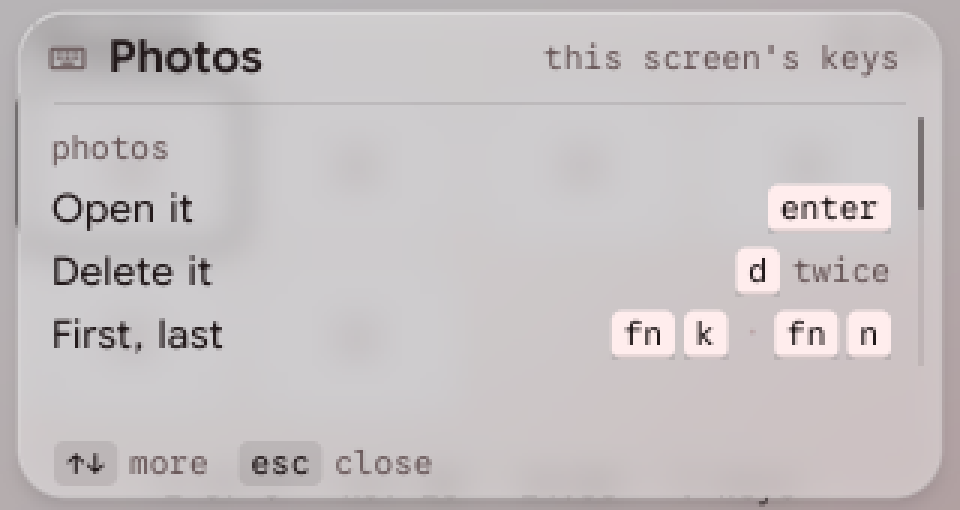 Photos this screen's keys
photos
Open it enter
Delete it d twice
First, last fn k · fn n
↑↓ more esc close